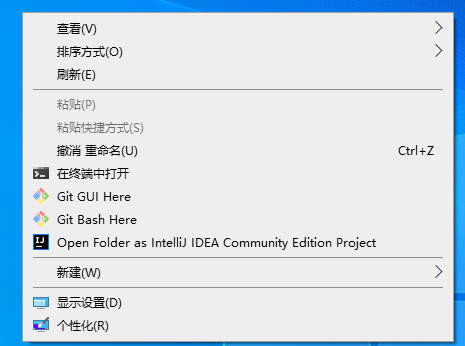 查看(V)
排序方式(O)
刷新(E)
粘贴(P)
粘贴快捷方式(S)
撤消 重命名(U) Ctrl+Z
在终端中打开
Git GUI Here
Git Bash Here
IJ Open Folder as IntelliJ IDEA Community Edition Project
新建(W)
显示设置(D)
个性化(R)